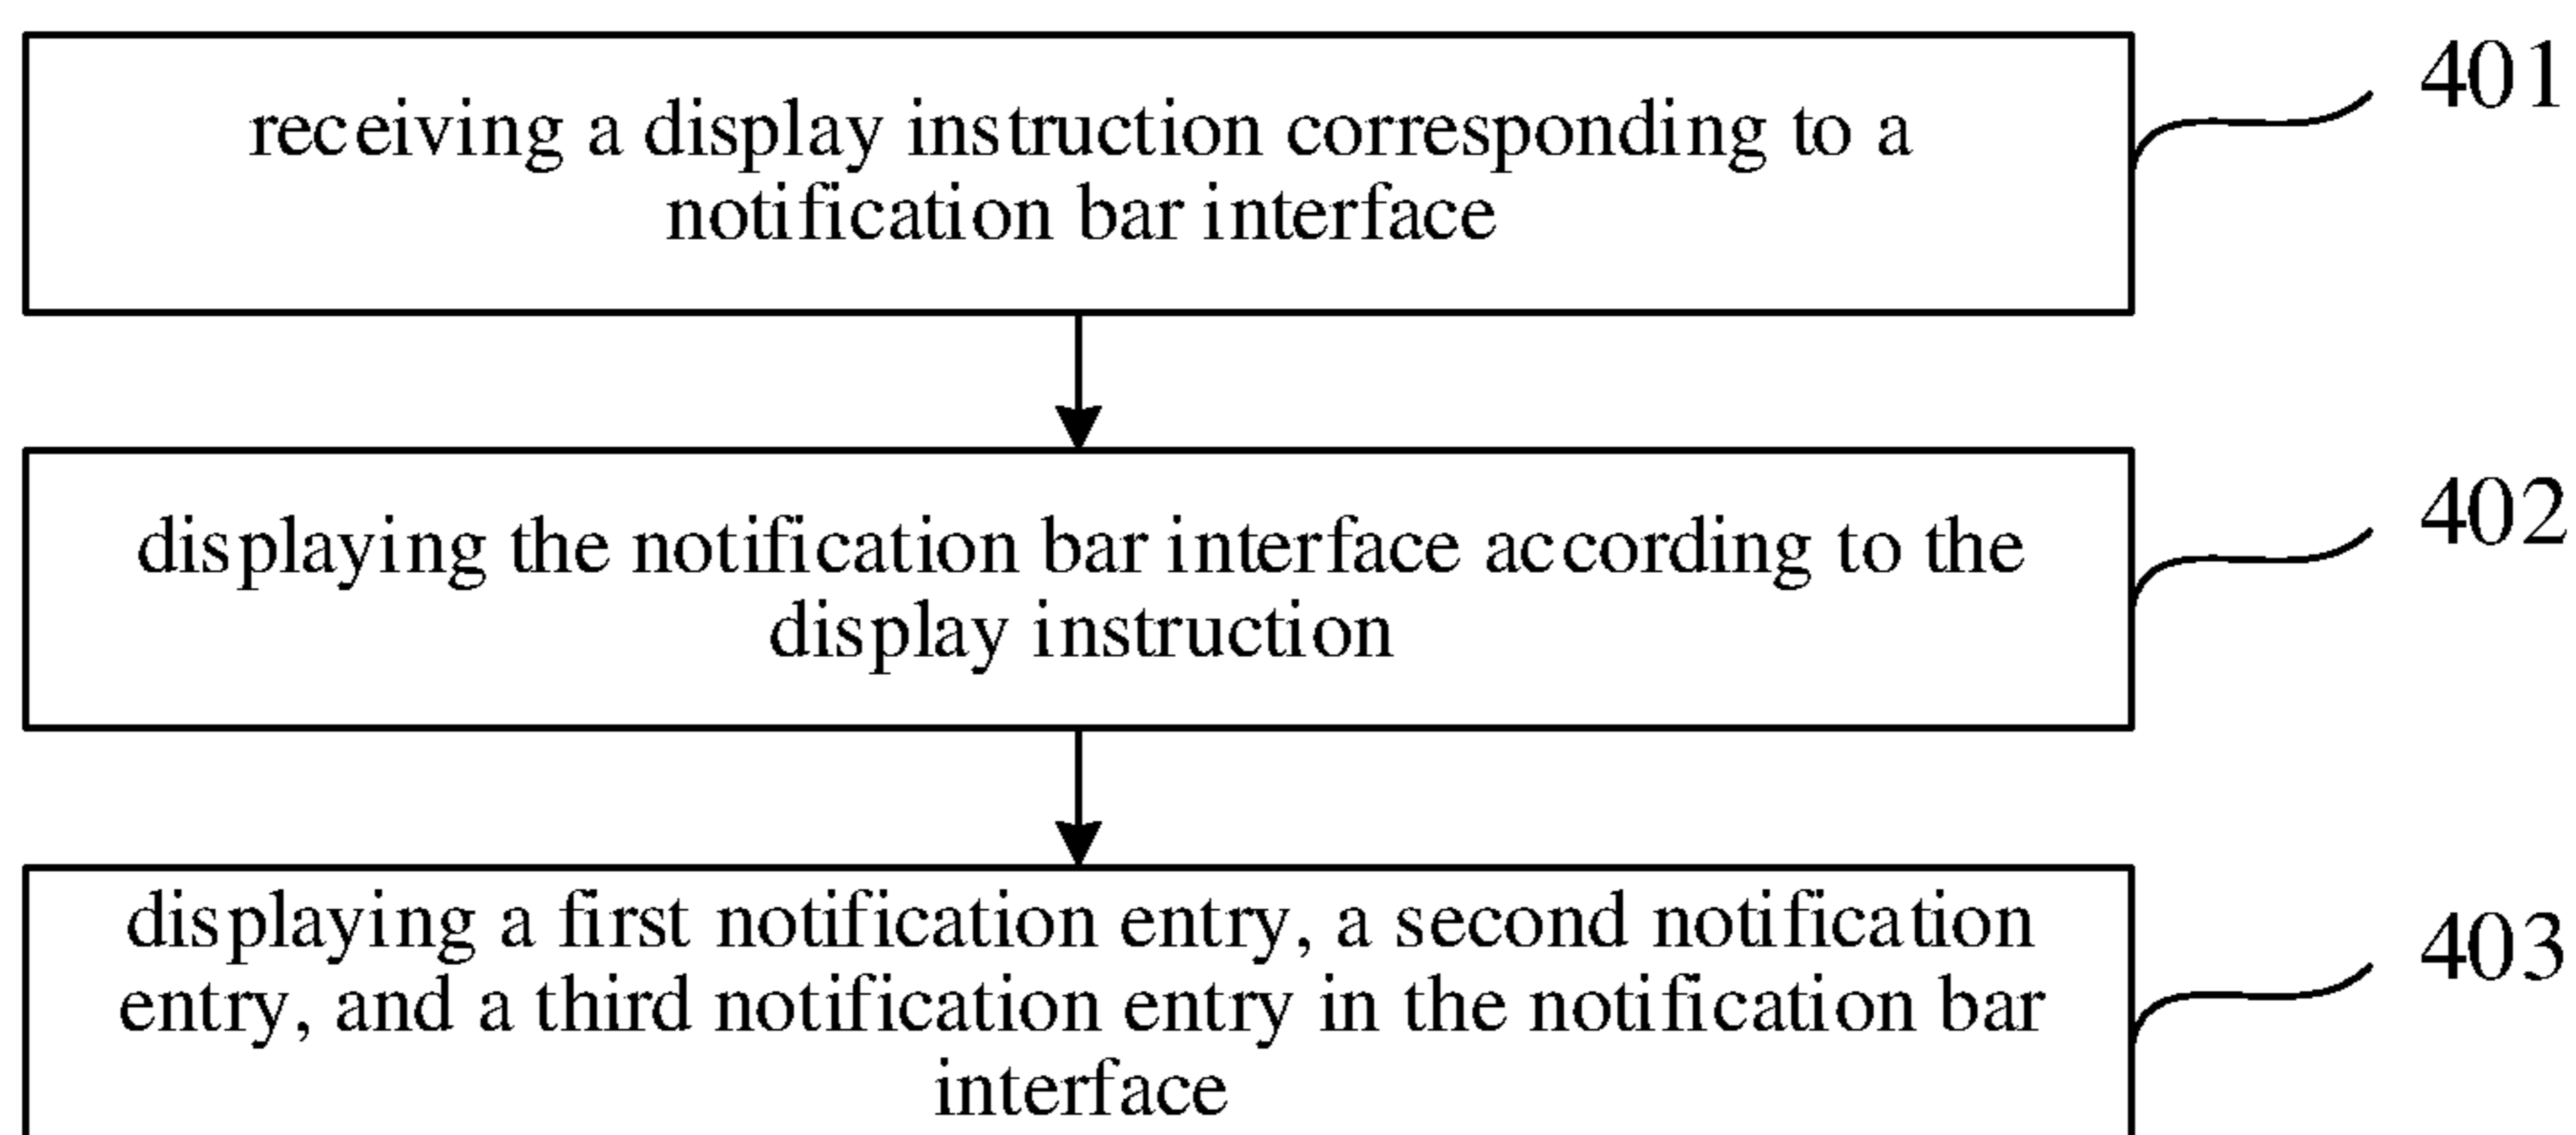 receiving a display instruction corresponding to a
notification bar interface
401
displaying the notification bar interface according to the
display instruction
402
displaying a first notification entry, a second notification
entry, and a third notification entry in the notification bar
interface
403